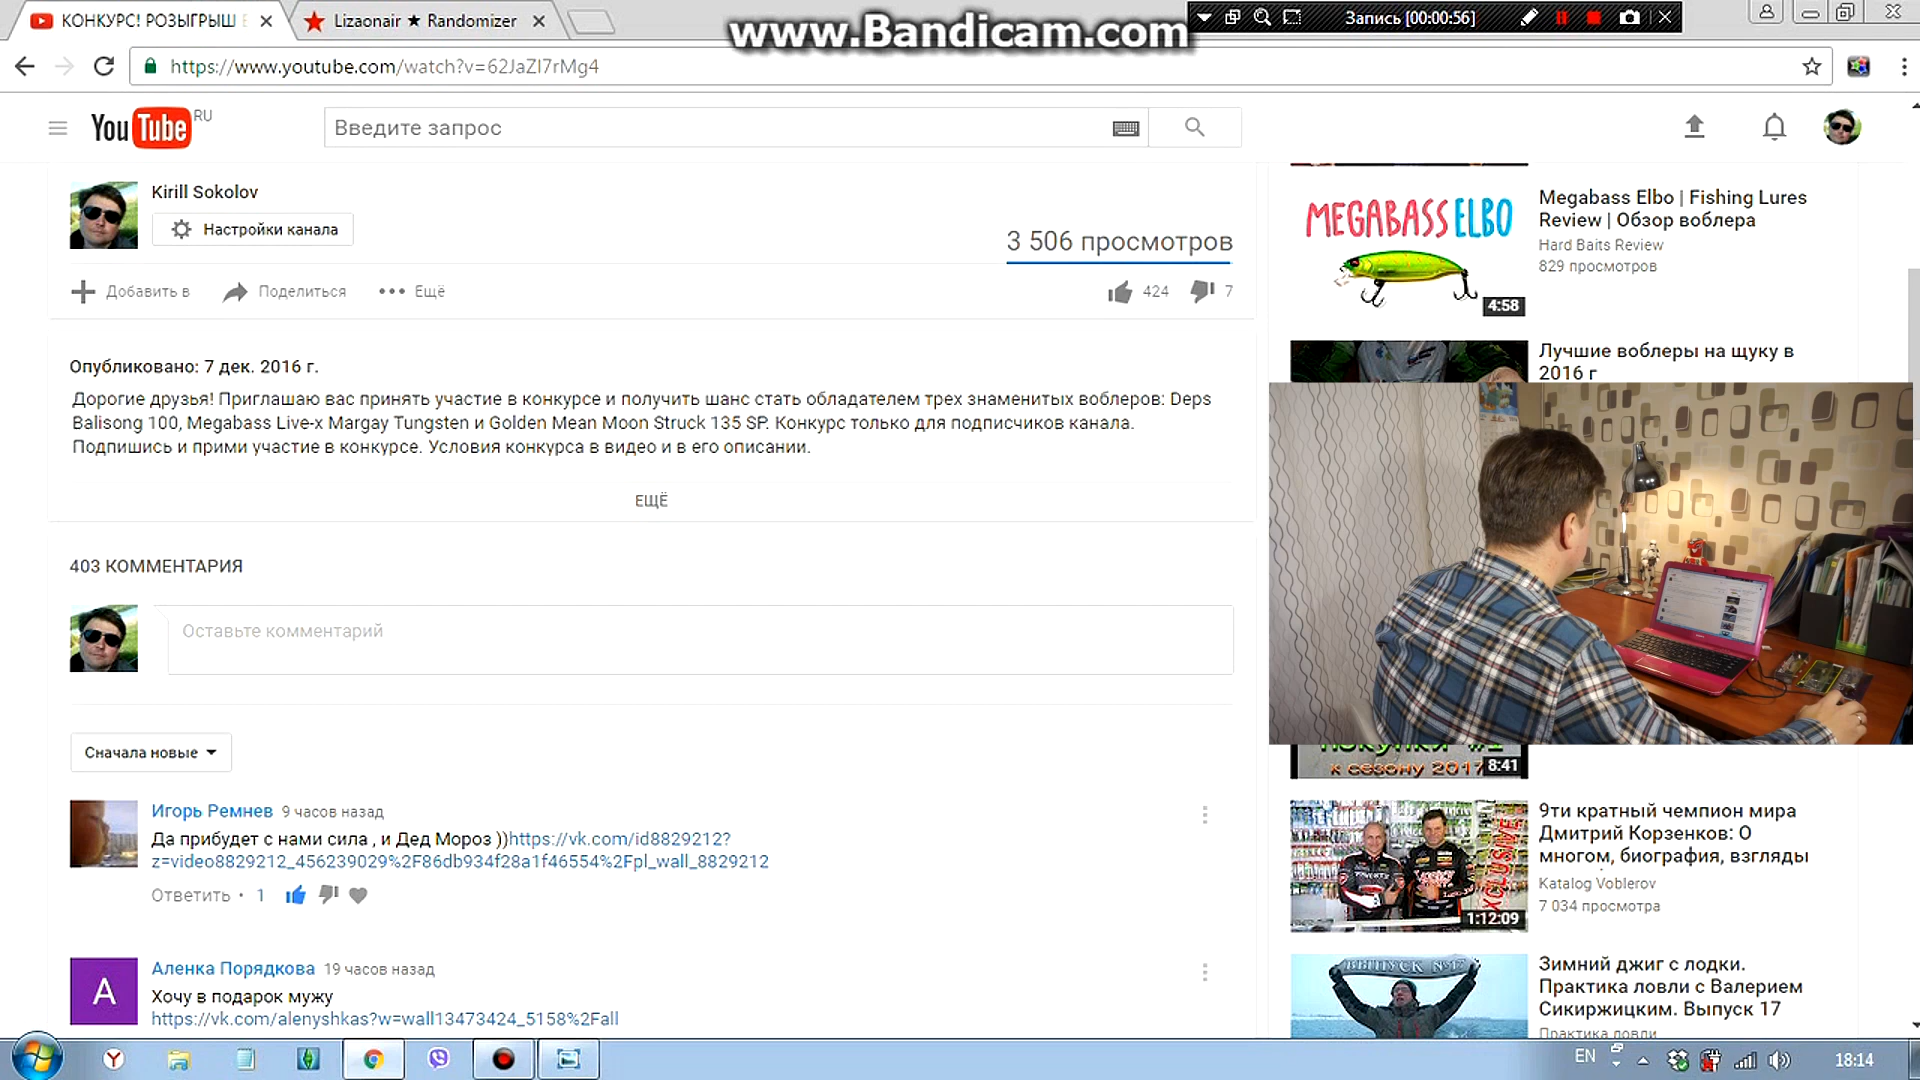 КОНКУРС! РОЗЫГРЫШ
Lizaonair ★ Randomizer
www.Bandicam.com
Запись [00:00:56]
https://www.youtube.com/watch?v=62JaZI7rMg4
YouTube RU
Введите запрос
Kirill Sokolov
Настройки канала
3 506 просмотров
Добавить в
Поделиться
Ещё
424
7
Опубликовано: 7 дек. 2016 г.
Дорогие друзья! Приглашаю вас принять участие в конкурсе и получить шанс стать обладателем трех знаменитых воблеров: Deps
Balisong 100, Megabass Live-x Margay Tungsten и Golden Mean Moon Struck 135 SP. Конкурс только для подписчиков канала.
Подпишись и прими участие в конкурсе. Условия конкурса в видео и в его описании.
ЕЩЁ
403 КОММЕНТАРИЯ
Оставьте комментарий
Сначала новые
Игорь Ремнев 9 часов назад
Да прибудет с нами сила , и Дед Мороз ))https://vk.com/id8829212?
z=video8829212_456239029%2F86db934f28a1f46554%2Fpl_wall_8829212
Ответить • 1
Аленка Порядкова 19 часов назад
A
Хочу в подарок мужу
https://vk.com/alenyshkas?w=wall13473424_5158%2Fall
MEGABASS ELBO
4:58
Megabass Elbo | Fishing Lures
Review | Обзор воблера
Hard Baits Review
829 просмотров
Лучшие воблеры на щуку в
2016 г
к сезону 2017
8:41
XCLUSIVE
1:12:09
9ти кратный чемпион мира
Дмитрий Корзенков: О
многом, биография, взгляды
Katalog Voblerov
7 034 просмотра
ВЫПУСК №17
Зимний джиг с лодки.
Практика ловли с Валерием
Сикиржицким. Выпуск 17
Практика ловли
EN
18:14